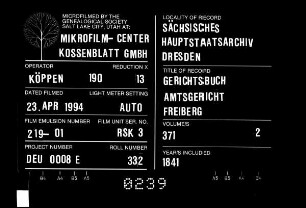 MICROFILMED BY THE
GENEALOGICAL SOCIETY
SALT LAKE CITY, UTAH AT:
MIKROFILM-CENTER
KOSSENBLATT GMBH
OPERATOR REDUCTION X
KÖPPEN 190 13
DATED FILMED LIGHT METER SETTING
23.APR 1994 AUTO
FILM EMULSION NUMBER FILM UNIT SER. NO.
219-01 RSK 3
PROJECT NUMBER ROLL NUMBER
DEU 0008 E 332
LOCALITY OF RECORD
SÄCHSISCHES
HAUPTSTAATSARCHIV
DRESDEN
TITLE OF RECORD
GERICHTSBUCH
AMTSGERICHT
FREIBERG
VOLUME/S
371 2
YEAR/S INCLUDED
1841
0239